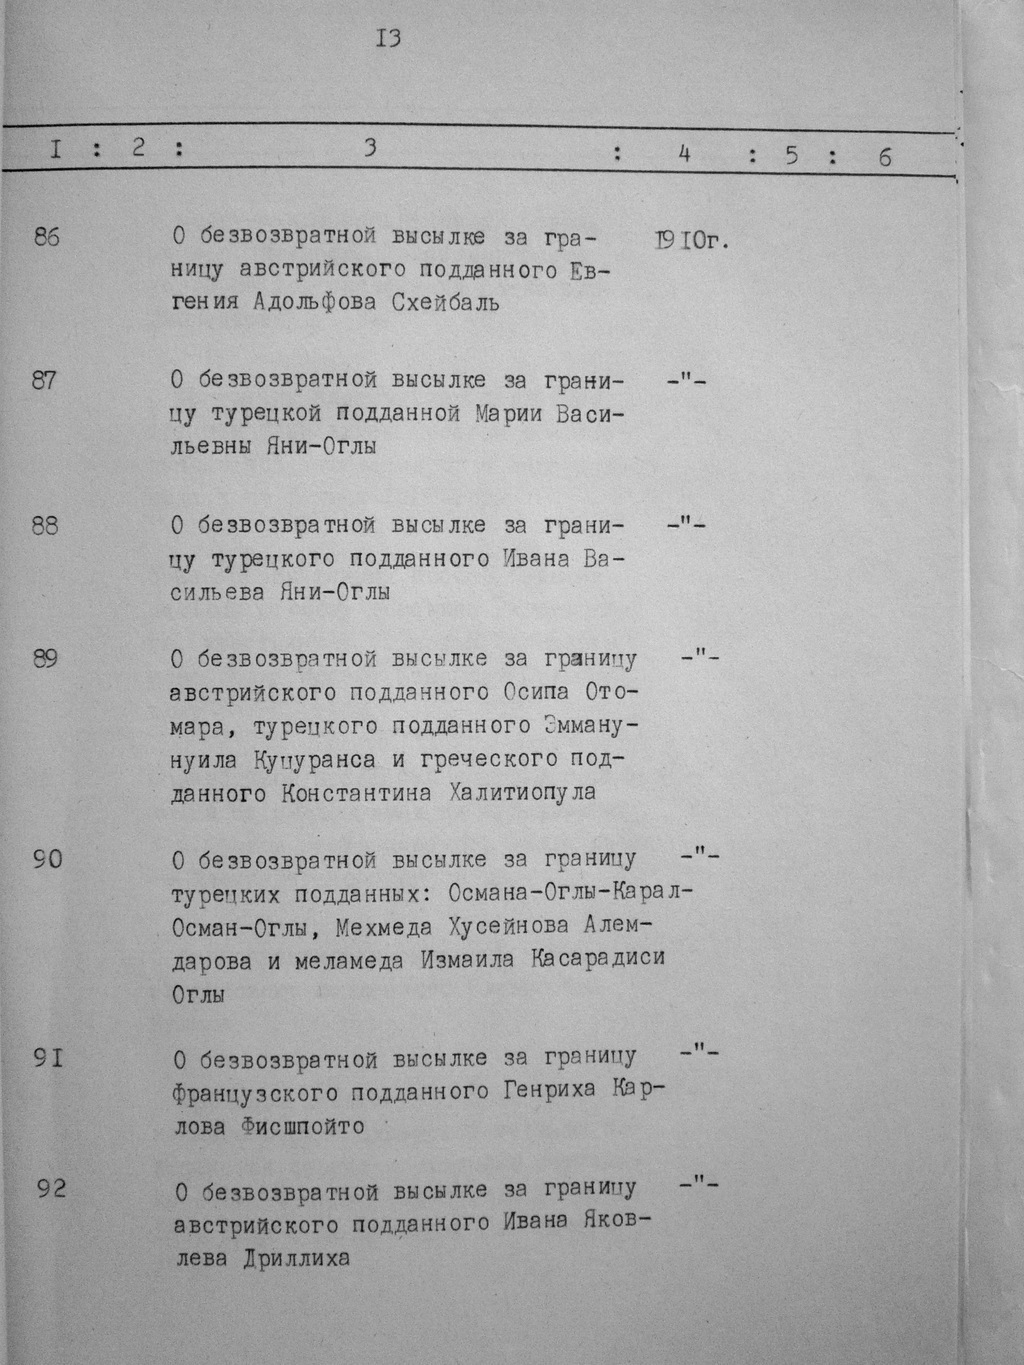 I3
I : 2 : 3 : 4 : 5 : 6
86 О безвозвратной высылке за гра- I9I0г.
ницу австрийского подданного Ев-
гения Адольфова Схейбаль
87 О безвозвратной высылке за грани- -"-
цу турецкой подданной Марии Васи-
льевны Яни-Оглы
88 О безвозвратной высылке за грани- -"-
цу турецкого подданного Ивана Ва-
сильева Яни-Оглы
89 О безвозвратной высылке за границу -"-
австрийского подданного Осипа Ото-
мара, турецкого подданного Эмману-
нуила Куцуранса и греческого под-
данного Константина Халитиопула
90 О безвозвратной высылке за границу -"-
турецких подданных: Османа-Оглы-Карал-
Осман-Оглы, Мехмеда Хусейнова Алем-
дарова и меламеда Измаила Касарадиси
Оглы
9I О безвозвратной высылке за границу -"-
французского подданного Генриха Кар-
лова Фисшпойто
92 О безвозвратной высылке за границу -"-
австрийского подданного Ивана Яков-
лева Дриллиха